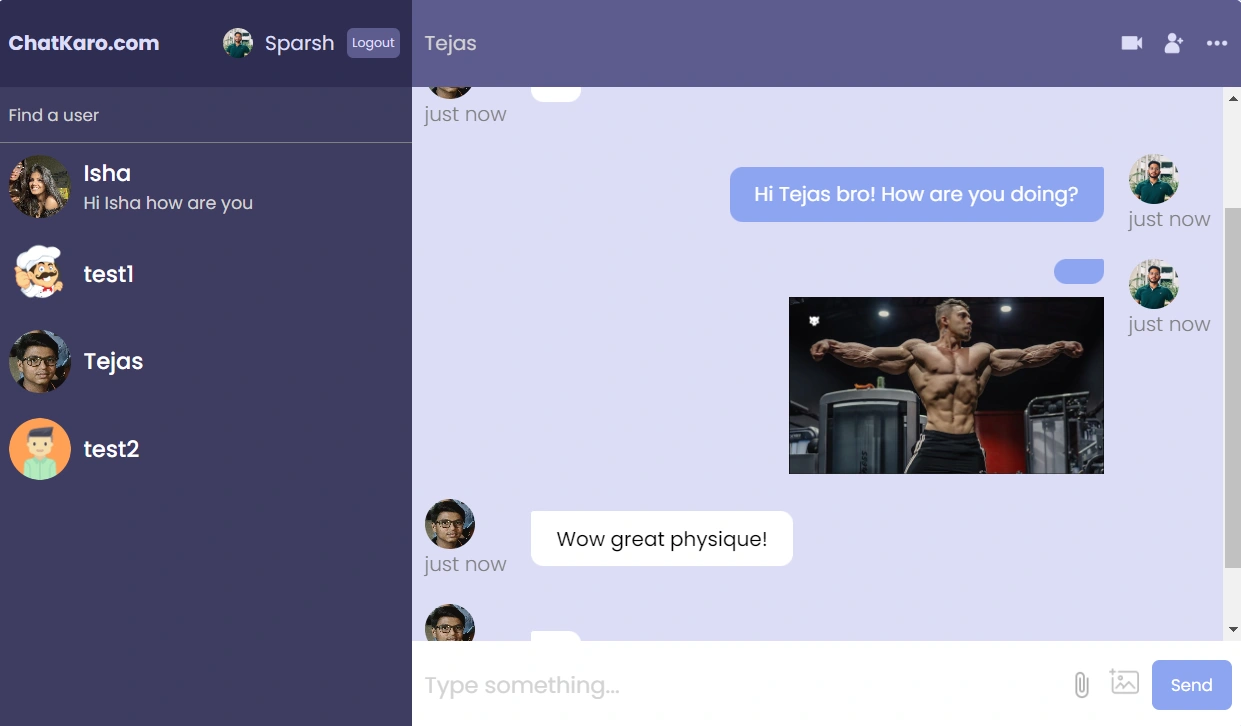 ChatKaro.com
Sparsh
Logout
Find a user
Isha
Hi Isha how are you
test1
Tejas
test2
Tejas
just now
Hi Tejas bro! How are you doing?
just now
just now
Wow great physique!
just now
Type something...
Send